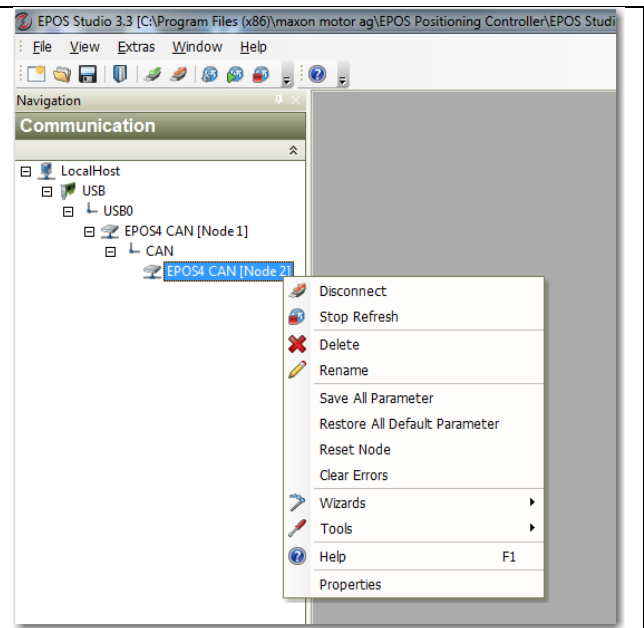 EPOS Studio 3.3 [C:\Program Files (x86)\maxon motor ag\EPOS Positioning Controller\EPOS Studi
File View Extras Window Help
Navigation
Communication
LocalHost
USB
USB0
EPOS4 CAN [Node 1]
CAN
EPOS4 CAN [Node 2]
Disconnect
Stop Refresh
Delete
Rename
Save All Parameter
Restore All Default Parameter
Reset Node
Clear Errors
Wizards
Tools
Help F1
Properties